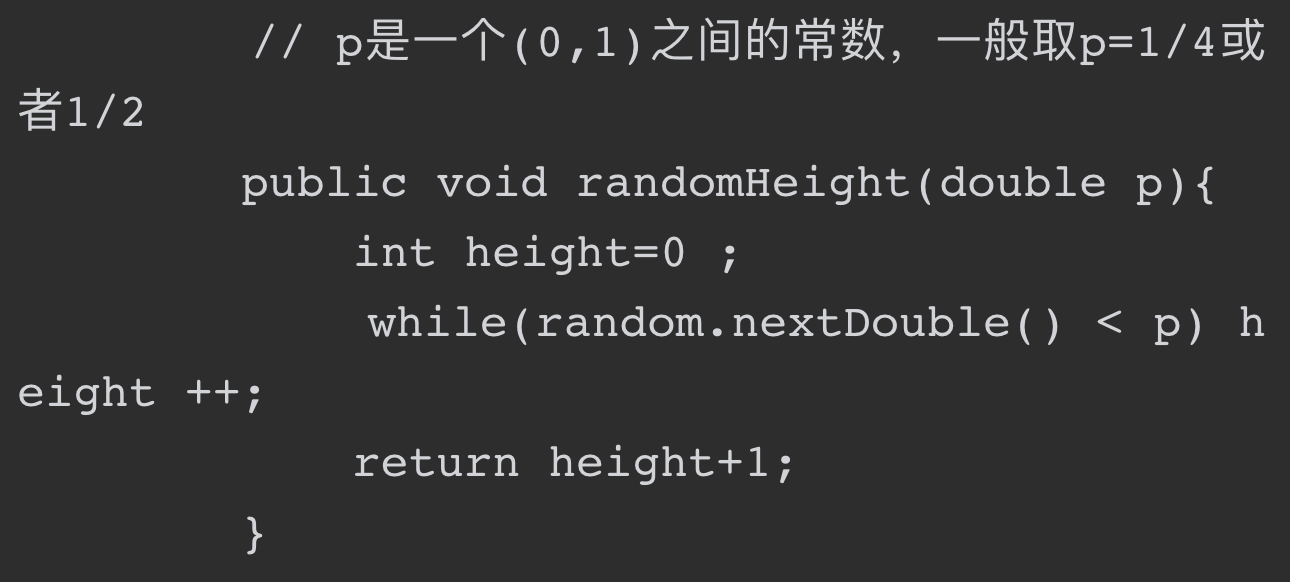 // p是一个(0,1)之间的常数，一般取p=1/4或
者1/2
public void randomHeight(double p){
int height=0 ;
while(random.nextDouble() < p) h
eight ++;
return height+1;
}